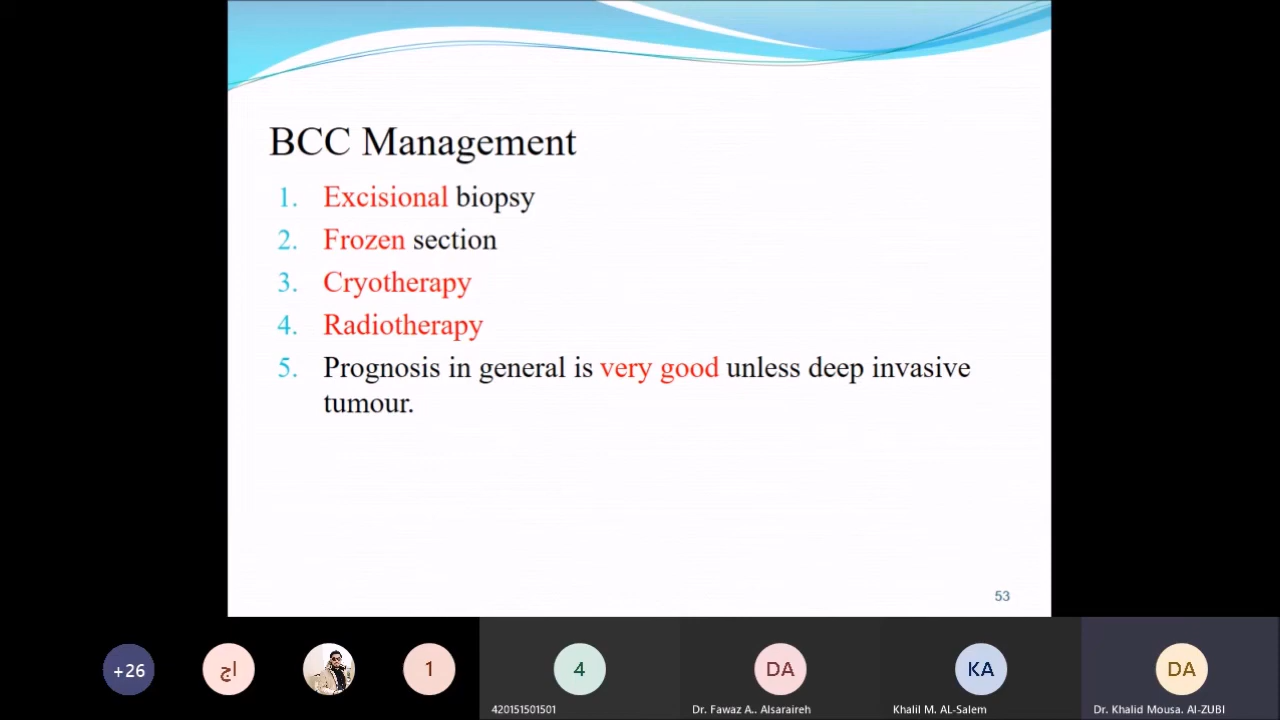 BCC Management
1. Excisional biopsy
2. Frozen section
3. Cryotherapy
4. Radiotherapy
5. Prognosis in general is very good unless deep invasive
tumour.
53
+26
اج
1
4
DA
KA
DA
420151501501
Dr. Fawaz A.. Alsaraireh
Khalil M. AL-Salem
Dr. Khalid Mousa. Al-ZUBI